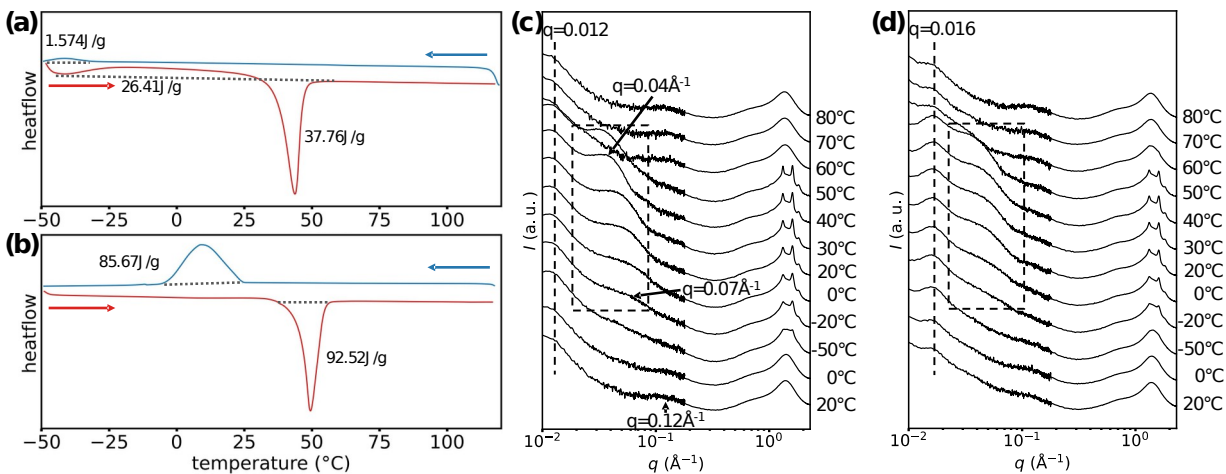 (a)
1.574J/g
26.41J/g
37.76J/g
heatflow
−50 −25 0 25 50 75 100
(b)
85.67J/g
92.52J/g
heatflow
−50 −25 0 25 50 75 100
temperature (°C)
(c)
q=0.012
q=0.04Å-1
q=0.07Å-1
q=0.12Å-1
80°C
70°C
60°C
50°C
40°C
30°C
20°C
0°C
-20°C
-50°C
0°C
20°C
I (a. u.)
10−2 10−1 100
q (Å−1)
(d)
q=0.016
80°C
70°C
60°C
50°C
40°C
30°C
20°C
0°C
-20°C
-50°C
0°C
20°C
I (a. u.)
10−2 10−1 100
q (Å−1)